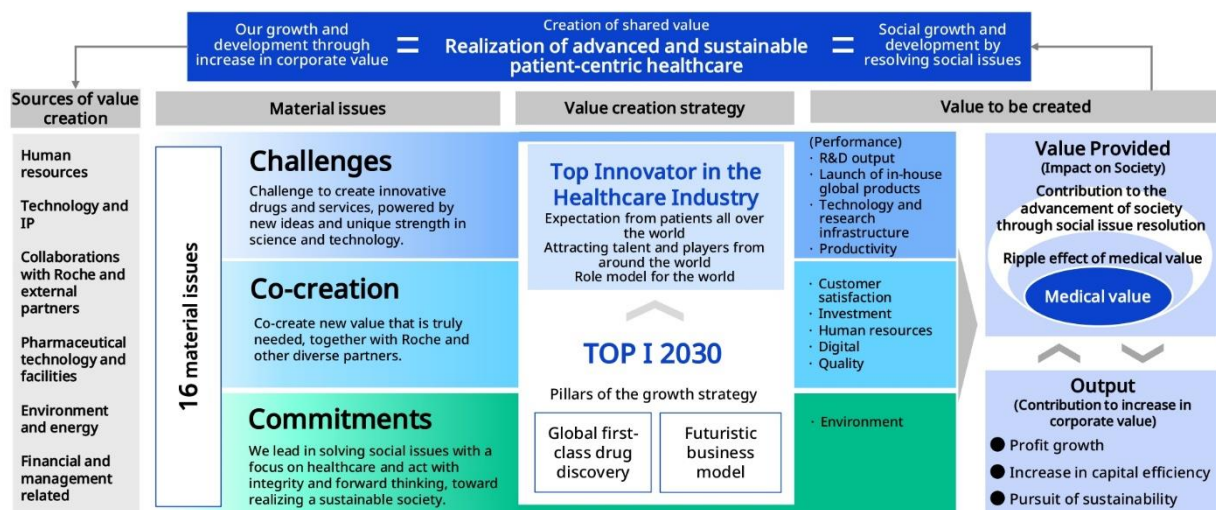 Our growth and
development through
increase in corporate value
=
Creation of shared value
Realization of advanced and sustainable
patient-centric healthcare
=
Social growth and
development by
resolving social issues
Sources of value
creation
Material issues
Value creation strategy
Value to be created
Human
resources
Technology and
IP
Collaborations
with Roche and
external
partners
Pharmaceutical
technology and
facilities
Environment
and energy
Financial and
management
related
16 material issues
Challenges
Challenge to create innovative
drugs and services, powered by
new ideas and unique strength in
science and technology.
Co-creation
Co-create new value that is truly
needed, together with Roche and
other diverse partners.
Commitments
We lead in solving social issues with a
focus on healthcare and act with
integrity and forward thinking, toward
realizing a sustainable society.
Top Innovator in the
Healthcare Industry
Expectation from patients all over
the world
Attracting talent and players from
around the world
Role model for the world
TOP I 2030
Pillars of the growth strategy
Global first-
class drug
discovery
Futuristic
business
model
(Performance)
· R&D output
· Launch of in-house
global products
· Technology and
research
infrastructure
· Productivity
· Customer
satisfaction
· Investment
· Human resources
· Digital
· Quality
· Environment
Value Provided
(Impact on Society)
Contribution to the
advancement of society
through social issue resolution
Ripple effect of medical value
Medical value
Output
(Contribution to increase in
corporate value)
● Profit growth
● Increase in capital efficiency
● Pursuit of sustainability